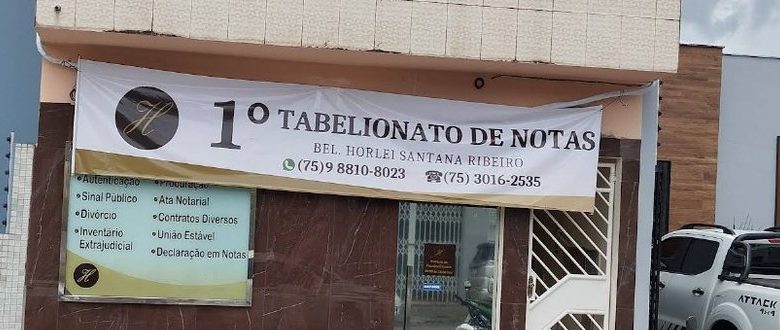 H
1º TABELIONATO DE NOTAS
BEL. HORLEI SANTANA RIBEIRO
(75)9 8810-8023 (75) 3016-2535
•Autenticação
•Sinal Público
•Divórcio
•Inventário
Extrajudicial
•Procuração
•Ata Notarial
•Contratos Diversos
•União Estável
•Declaração em Notas
H
ATTACK
4x4